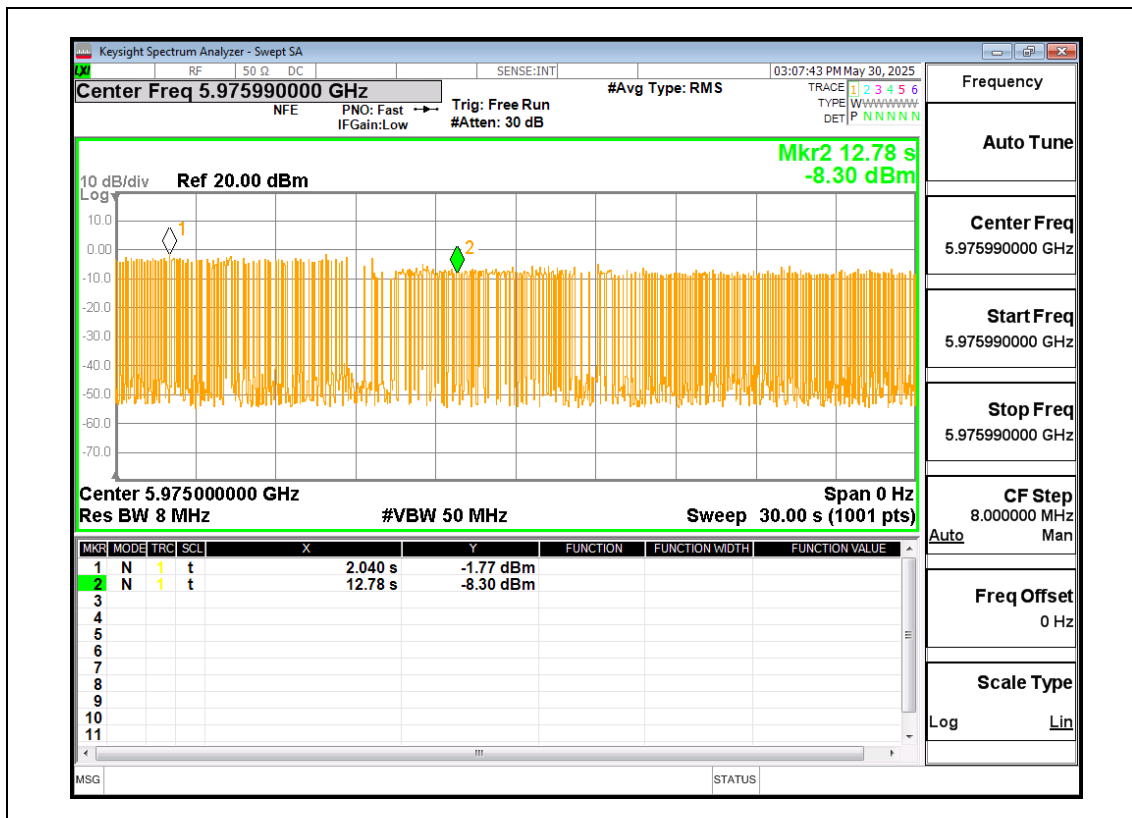 Keysight Spectrum Analyzer - Swept SA
LXI RF 50 Ω DC SENSE:INT 03:07:43 PM May 30, 2025
Center Freq 5.975990000 GHz #Avg Type: RMS TRACE 1 2 3 4 5 6
NFE PNO: Fast Trig: Free Run TYPE WWWWWW
IFGain:Low #Atten: 30 dB DET P N N N N N
Mkr2 12.78 s
10 dB/div Ref 20.00 dBm -8.30 dBm
Log
10.0
0.00
-10.0
-20.0
-30.0
-40.0
-50.0
-60.0
-70.0
1
2
Center 5.975000000 GHz Span 0 Hz
Res BW 8 MHz #VBW 50 MHz Sweep 30.00 s (1001 pts)
MKR MODE TRC SCL X Y FUNCTION FUNCTION WIDTH FUNCTION VALUE
1 N 1 t 2.040 s -1.77 dBm
2 N 1 t 12.78 s -8.30 dBm
3
4
5
6
7
8
9
10
11
MSG STATUS
Frequency
Auto Tune
Center Freq
5.975990000 GHz
Start Freq
5.975990000 GHz
Stop Freq
5.975990000 GHz
CF Step
8.000000 MHz
Auto Man
Freq Offset
0 Hz
Scale Type
Log Lin